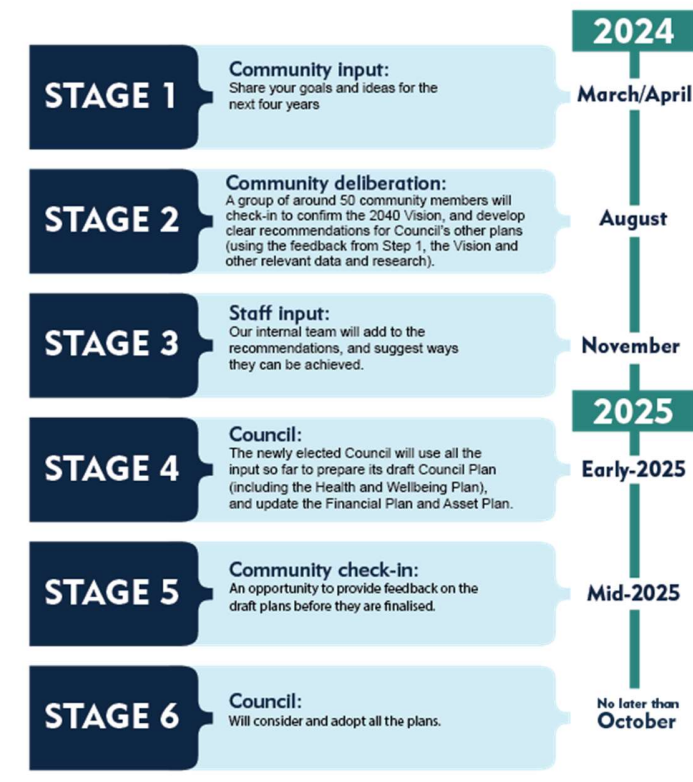 2024
STAGE 1
Community input:
Share your goals and ideas for the
next four years
March/April
STAGE 2
Community deliberation:
A group of around 50 community members will
check-in to confirm the 2040 Vision, and develop
clear recommendations for Council's other plans
(using the feedback from Step 1, the Vision and
other relevant data and research).
August
STAGE 3
Staff input:
Our internal team will add to the
recommendations, and suggest ways
they can be achieved.
November
2025
STAGE 4
Council:
The newly elected Council will use all the
input so far to prepare its draft Council Plan
(including the Health and Wellbeing Plan),
and update the Financial Plan and Asset Plan.
Early-2025
STAGE 5
Community check-in:
An opportunity to provide feedback on the
draft plans before they are finalised.
Mid-2025
STAGE 6
Council:
Will consider and adopt all the plans.
No later than
October